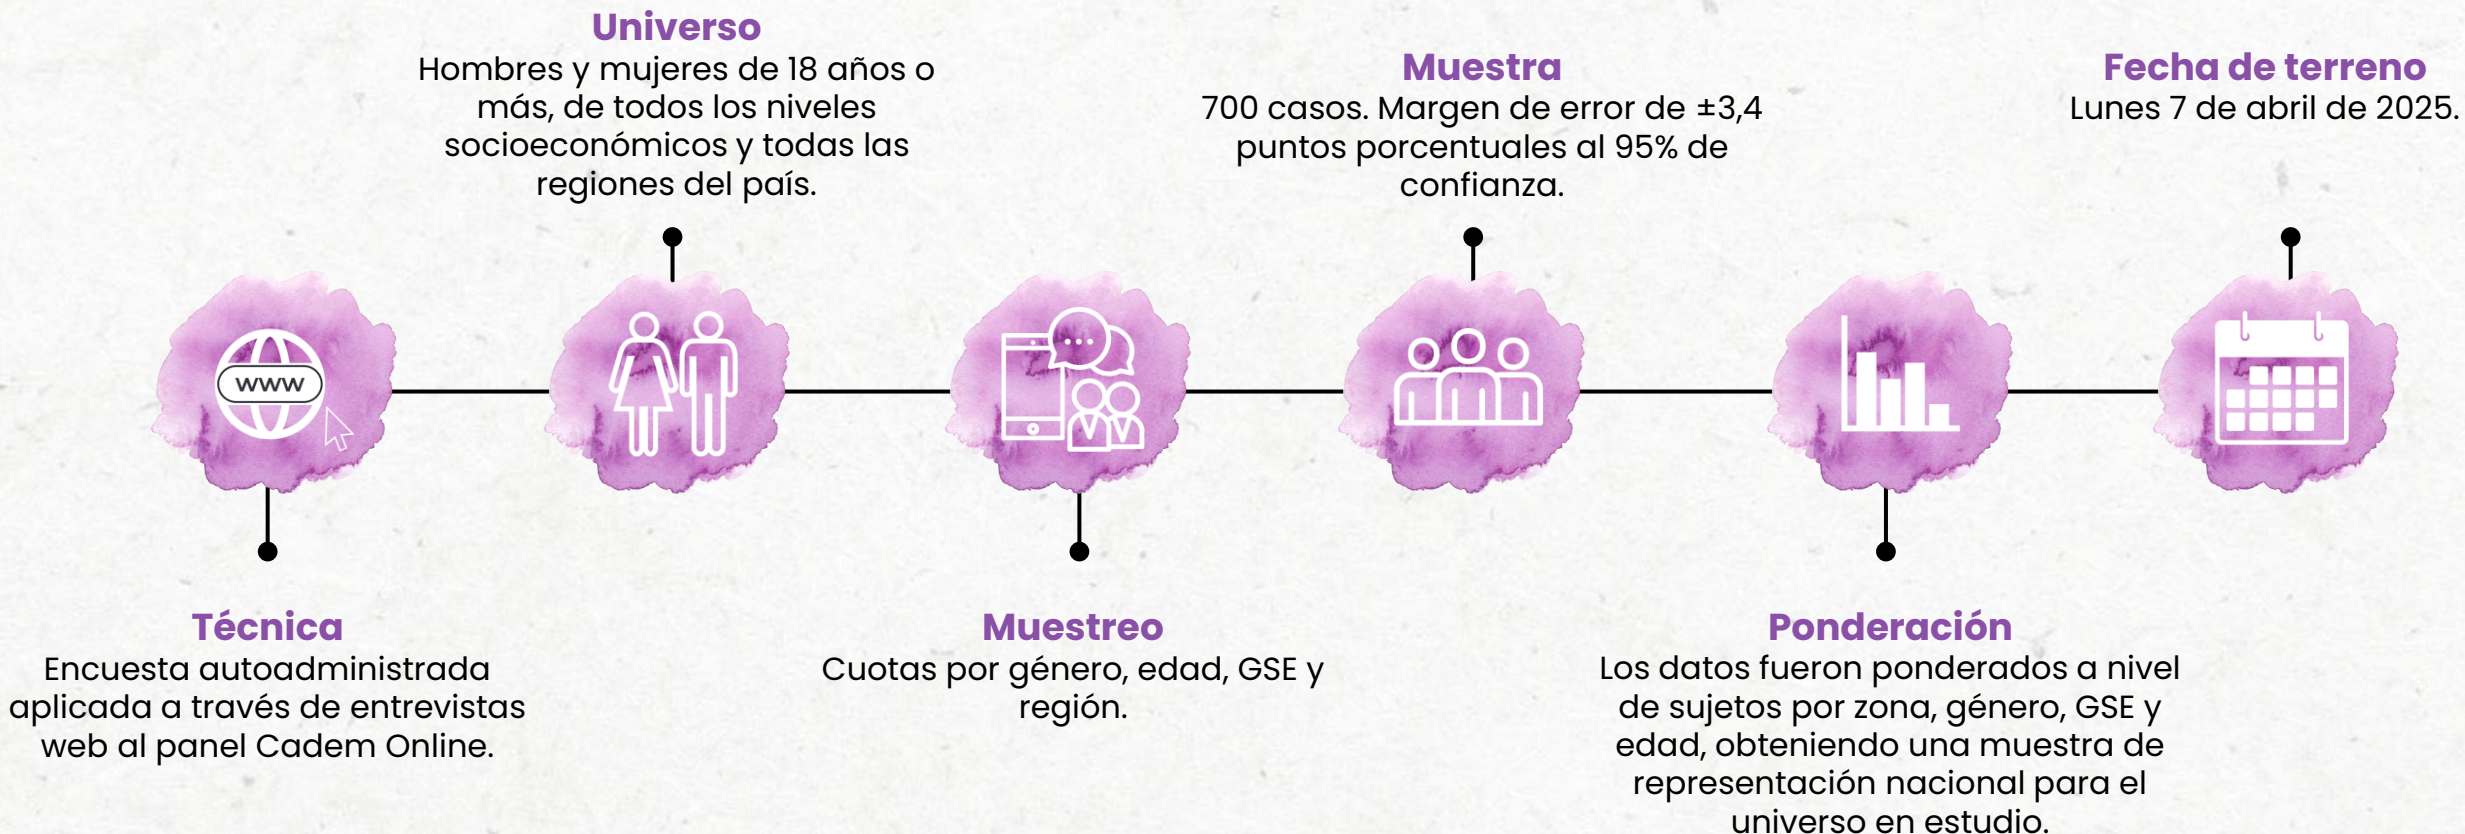 Universo
Hombres y mujeres de 18 años o
más, de todos los niveles
socioeconómicos y todas las
regiones del país.
Muestra
700 casos. Margen de error de ±3,4
puntos porcentuales al 95% de
confianza.
Fecha de terreno
Lunes 7 de abril de 2025.
www
Técnica
Encuesta autoadministrada
aplicada a través de entrevistas
web al panel Cadem Online.
Muestreo
Cuotas por género, edad, GSE y
región.
Ponderación
Los datos fueron ponderados a nivel
de sujetos por zona, género, GSE y
edad, obteniendo una muestra de
representación nacional para el
universo en estudio.